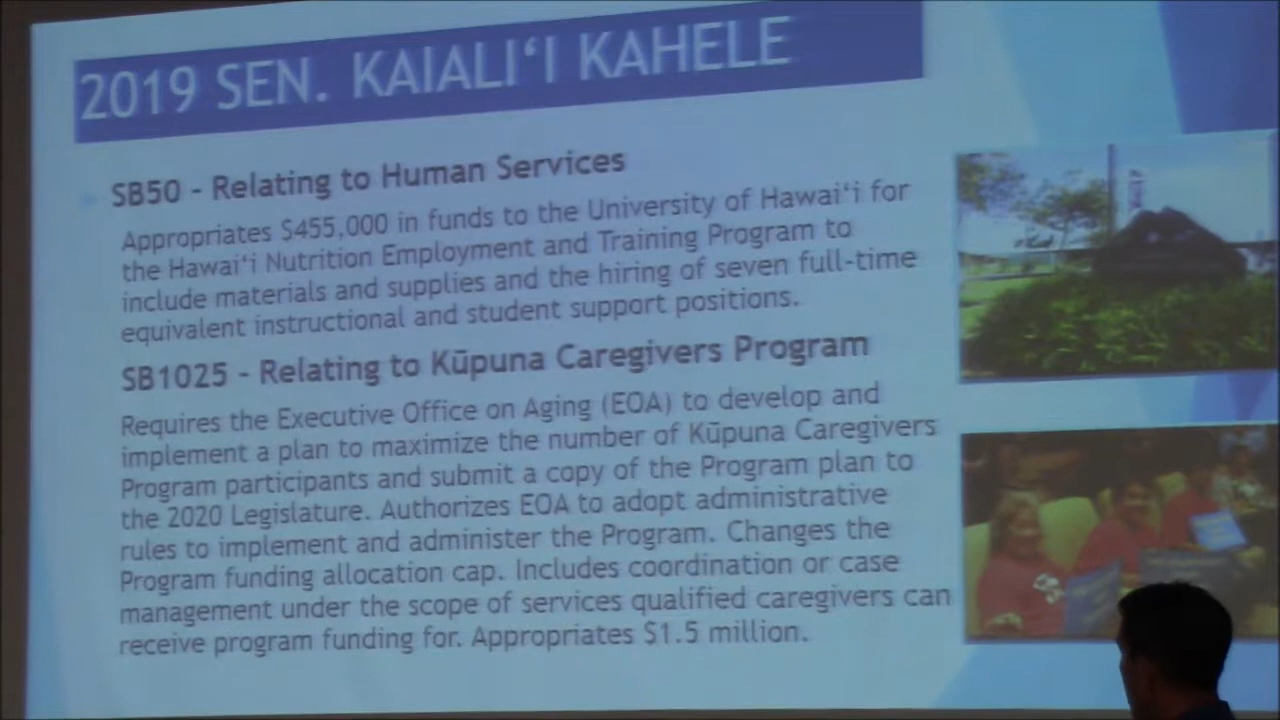 2019 SEN. KAIALIʻI KAHELE
SB50 - Relating to Human Services
Appropriates $455,000 in funds to the University of Hawaiʻi for
the Hawaiʻi Nutrition Employment and Training Program to
include materials and supplies and the hiring of seven full-time
equivalent instructional and student support positions.
SB1025 - Relating to Kūpuna Caregivers Program
Requires the Executive Office on Aging (EOA) to develop and
implement a plan to maximize the number of Kūpuna Caregivers
Program participants and submit a copy of the Program plan to
the 2020 Legislature. Authorizes EOA to adopt administrative
rules to implement and administer the Program. Changes the
Program funding allocation cap. Includes coordination or case
management under the scope of services qualified caregivers can
receive program funding for. Appropriates $1.5 million.